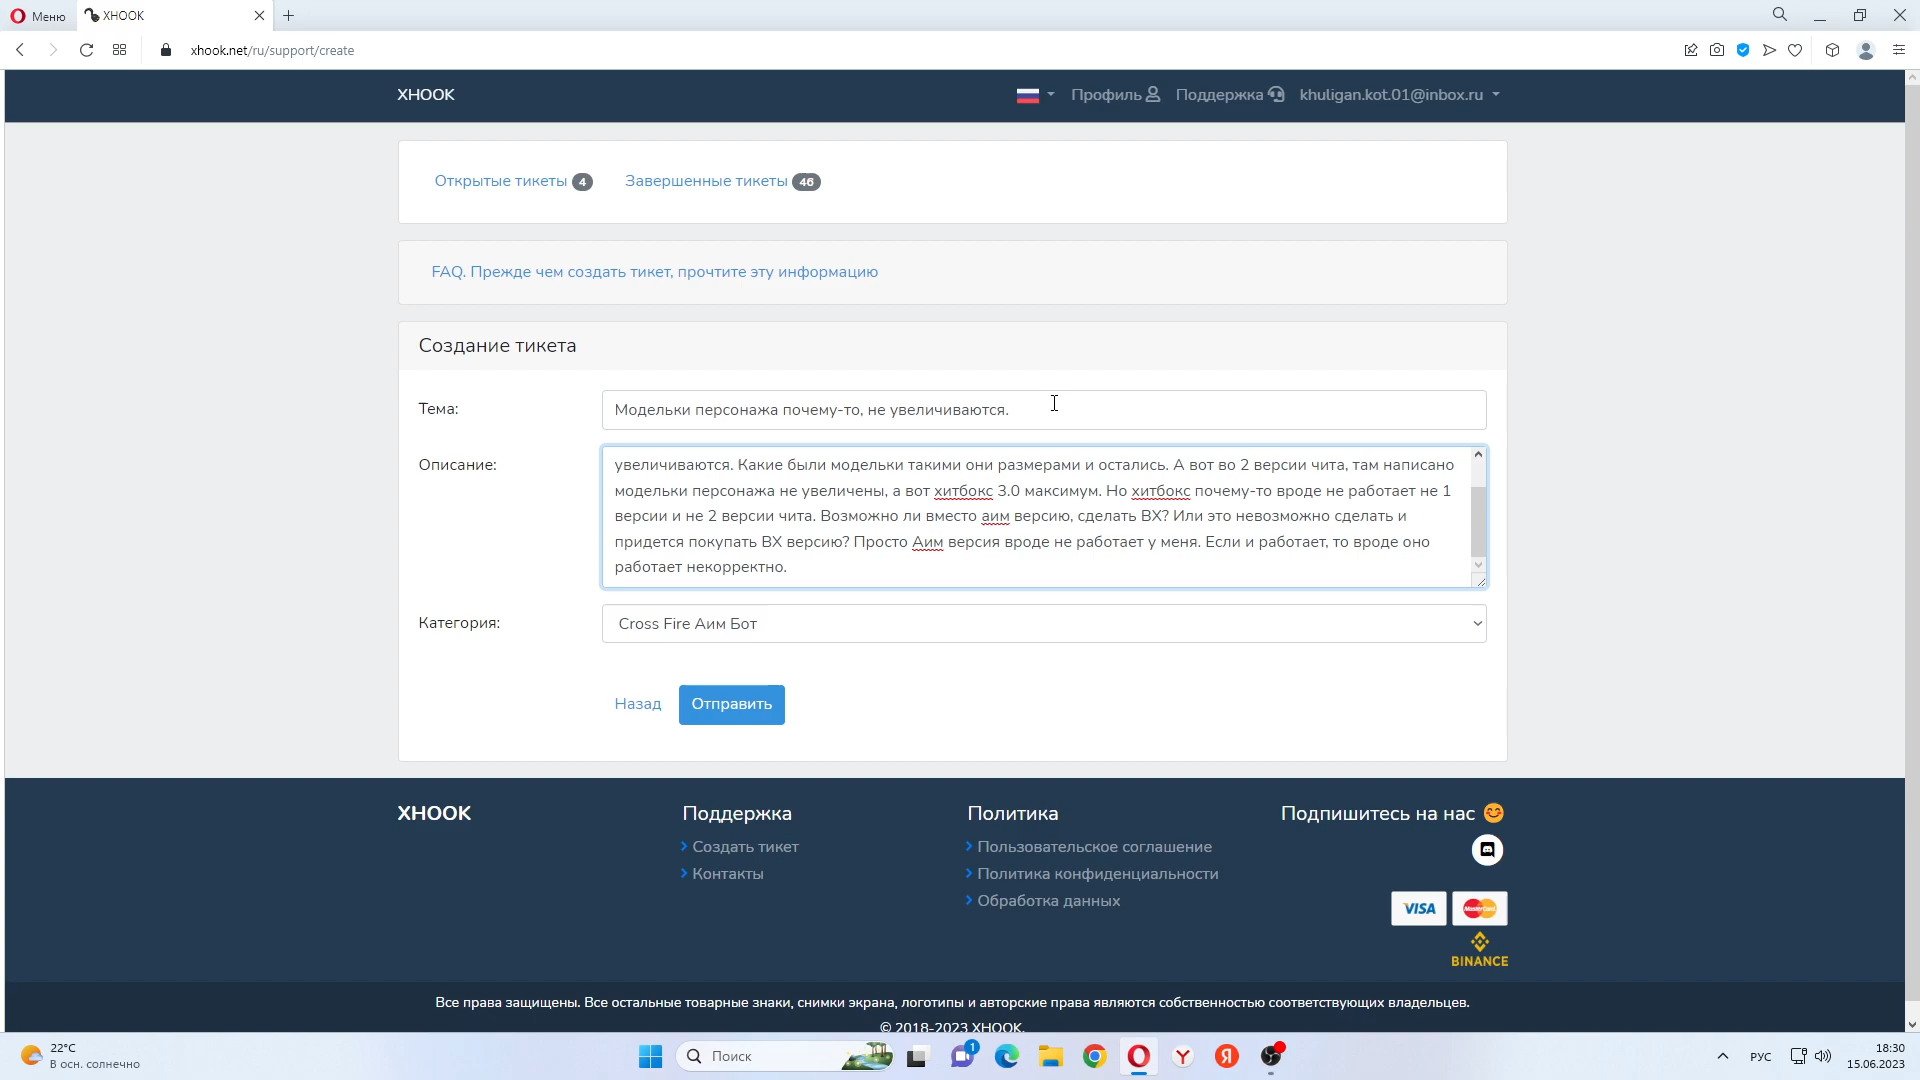 Меню
XHOOK
xhook.net/ru/support/create
XHOOK
Профиль
Поддержка
khuligan.kot.01@inbox.ru
Открытые тикеты 4
Завершенные тикеты 46
FAQ. Прежде чем создать тикет, прочтите эту информацию
Создание тикета
Тема:
Модельки персонажа почему-то, не увеличиваются.
Описание:
увеличиваются. Какие были модельки такими они размерами и остались. А вот во 2 версии чита, там написано
модельки персонажа не увеличены, а вот хитбокс 3.0 максимум. Но хитбокс почему-то вроде не работает не 1
версии и не 2 версии чита. Возможно ли вместо аим версию, сделать ВХ? Или это невозможно сделать и
придется покупать ВХ версию? Просто Аим версия вроде не работает у меня. Если и работает, то вроде оно
работает некорректно.
Категория:
Cross Fire Аим Бот
Назад
Отправить
XHOOK
Поддержка
Создать тикет
Контакты
Политика
Пользовательское соглашение
Политика конфиденциальности
Обработка данных
Подпишитесь на нас
VISA
MasterCard
BINANCE
Все права защищены. Все остальные товарные знаки, снимки экрана, логотипы и авторские права являются собственностью соответствующих владельцев.
© 2018-2023 XHOOK.
22°C
В осн. солнечно
Поиск
1
РУС
18:30
15.06.2023